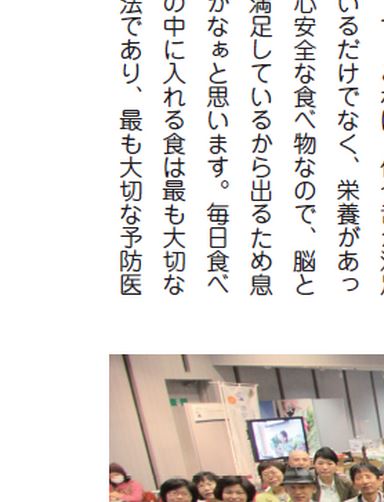 いるだけでなく、栄養があっ
心安全な食べ物なので、脳と
満足しているから出るため息
かなぁと思います。毎日食べ
の中に入れる食は最も大切な
法であり、最も大切な予防医